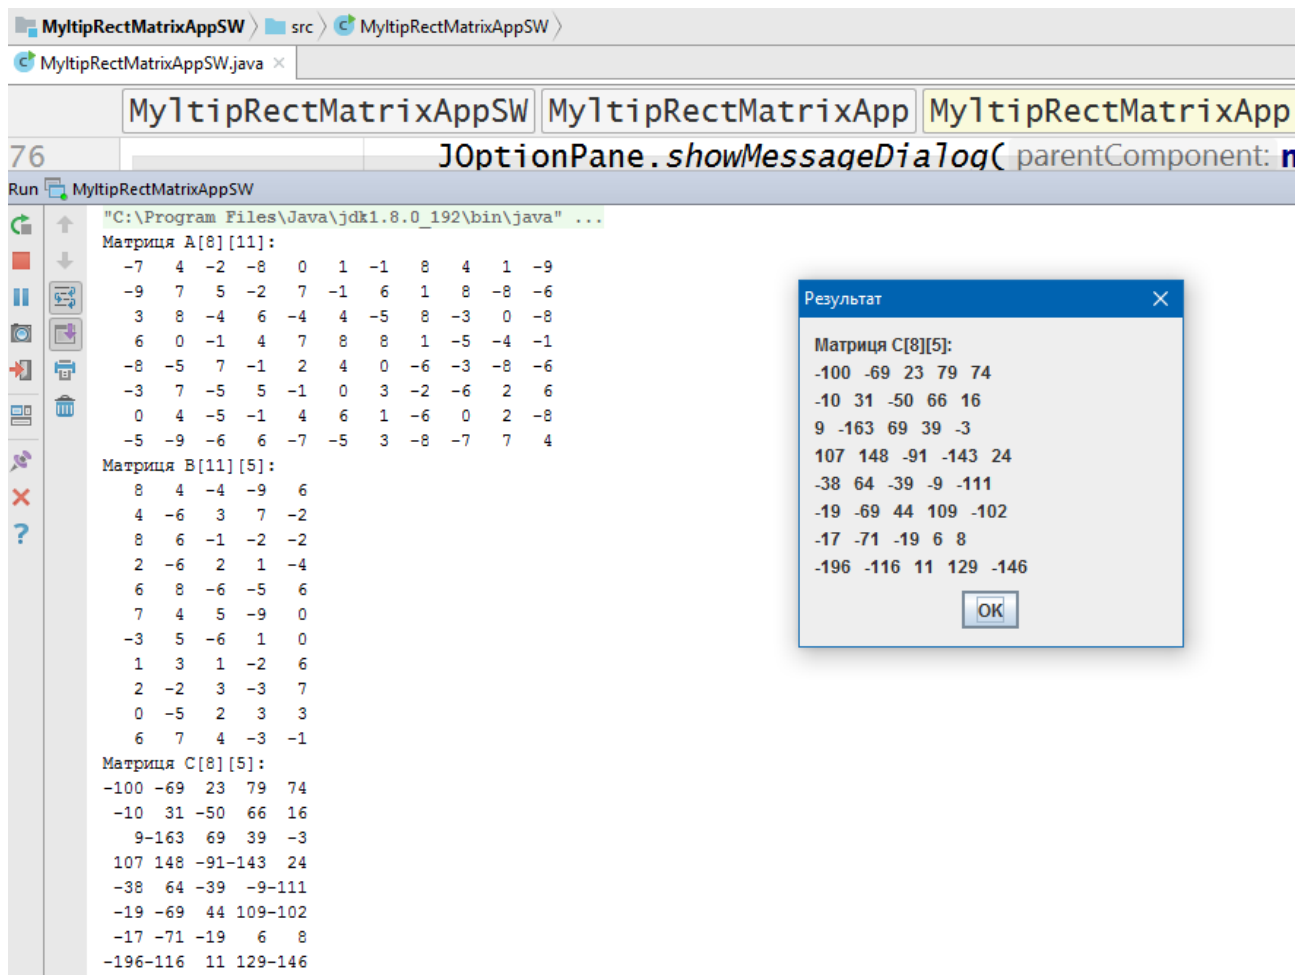 MyltipRectMatrixAppSW src MyltipRectMatrixAppSW
MyltipRectMatrixAppSW.java
MyltipRectMatrixAppSW MyltipRectMatrixApp MyltipRectMatrixApp
76 JOptionPane.showMessageDialog( parentComponent: n
Run MyltipRectMatrixAppSW
"C:\Program Files\Java\jdk1.8.0_192\bin\java" ...
Матриця A[8][11]:
-7 4 -2 -8 0 1 -1 8 4 1 -9
-9 7 5 -2 7 -1 6 1 8 -8 -6
3 8 -4 6 -4 4 -5 8 -3 0 -8
6 0 -1 4 7 8 8 1 -5 -4 -1
-8 -5 7 -1 2 4 0 -6 -3 -8 -6
-3 7 -5 5 -1 0 3 -2 -6 2 6
0 4 -5 -1 4 6 1 -6 0 2 -8
-5 -9 -6 6 -7 -5 3 -8 -7 7 4
Матриця B[11][5]:
8 4 -4 -9 6
4 -6 3 7 -2
8 6 -1 -2 -2
2 -6 2 1 -4
6 8 -6 -5 6
7 4 5 -9 0
-3 5 -6 1 0
1 3 1 -2 6
2 -2 3 -3 7
0 -5 2 3 3
6 7 4 -3 -1
Матриця C[8][5]:
-100 -69 23 79 74
-10 31 -50 66 16
9-163 69 39 -3
107 148 -91-143 24
-38 64 -39 -9-111
-19 -69 44 109-102
-17 -71 -19 6 8
-196-116 11 129-146
Результат
Матриця C[8][5]:
-100 -69 23 79 74
-10 31 -50 66 16
9 -163 69 39 -3
107 148 -91 -143 24
-38 64 -39 -9 -111
-19 -69 44 109 -102
-17 -71 -19 6 8
-196 -116 11 129 -146
OK